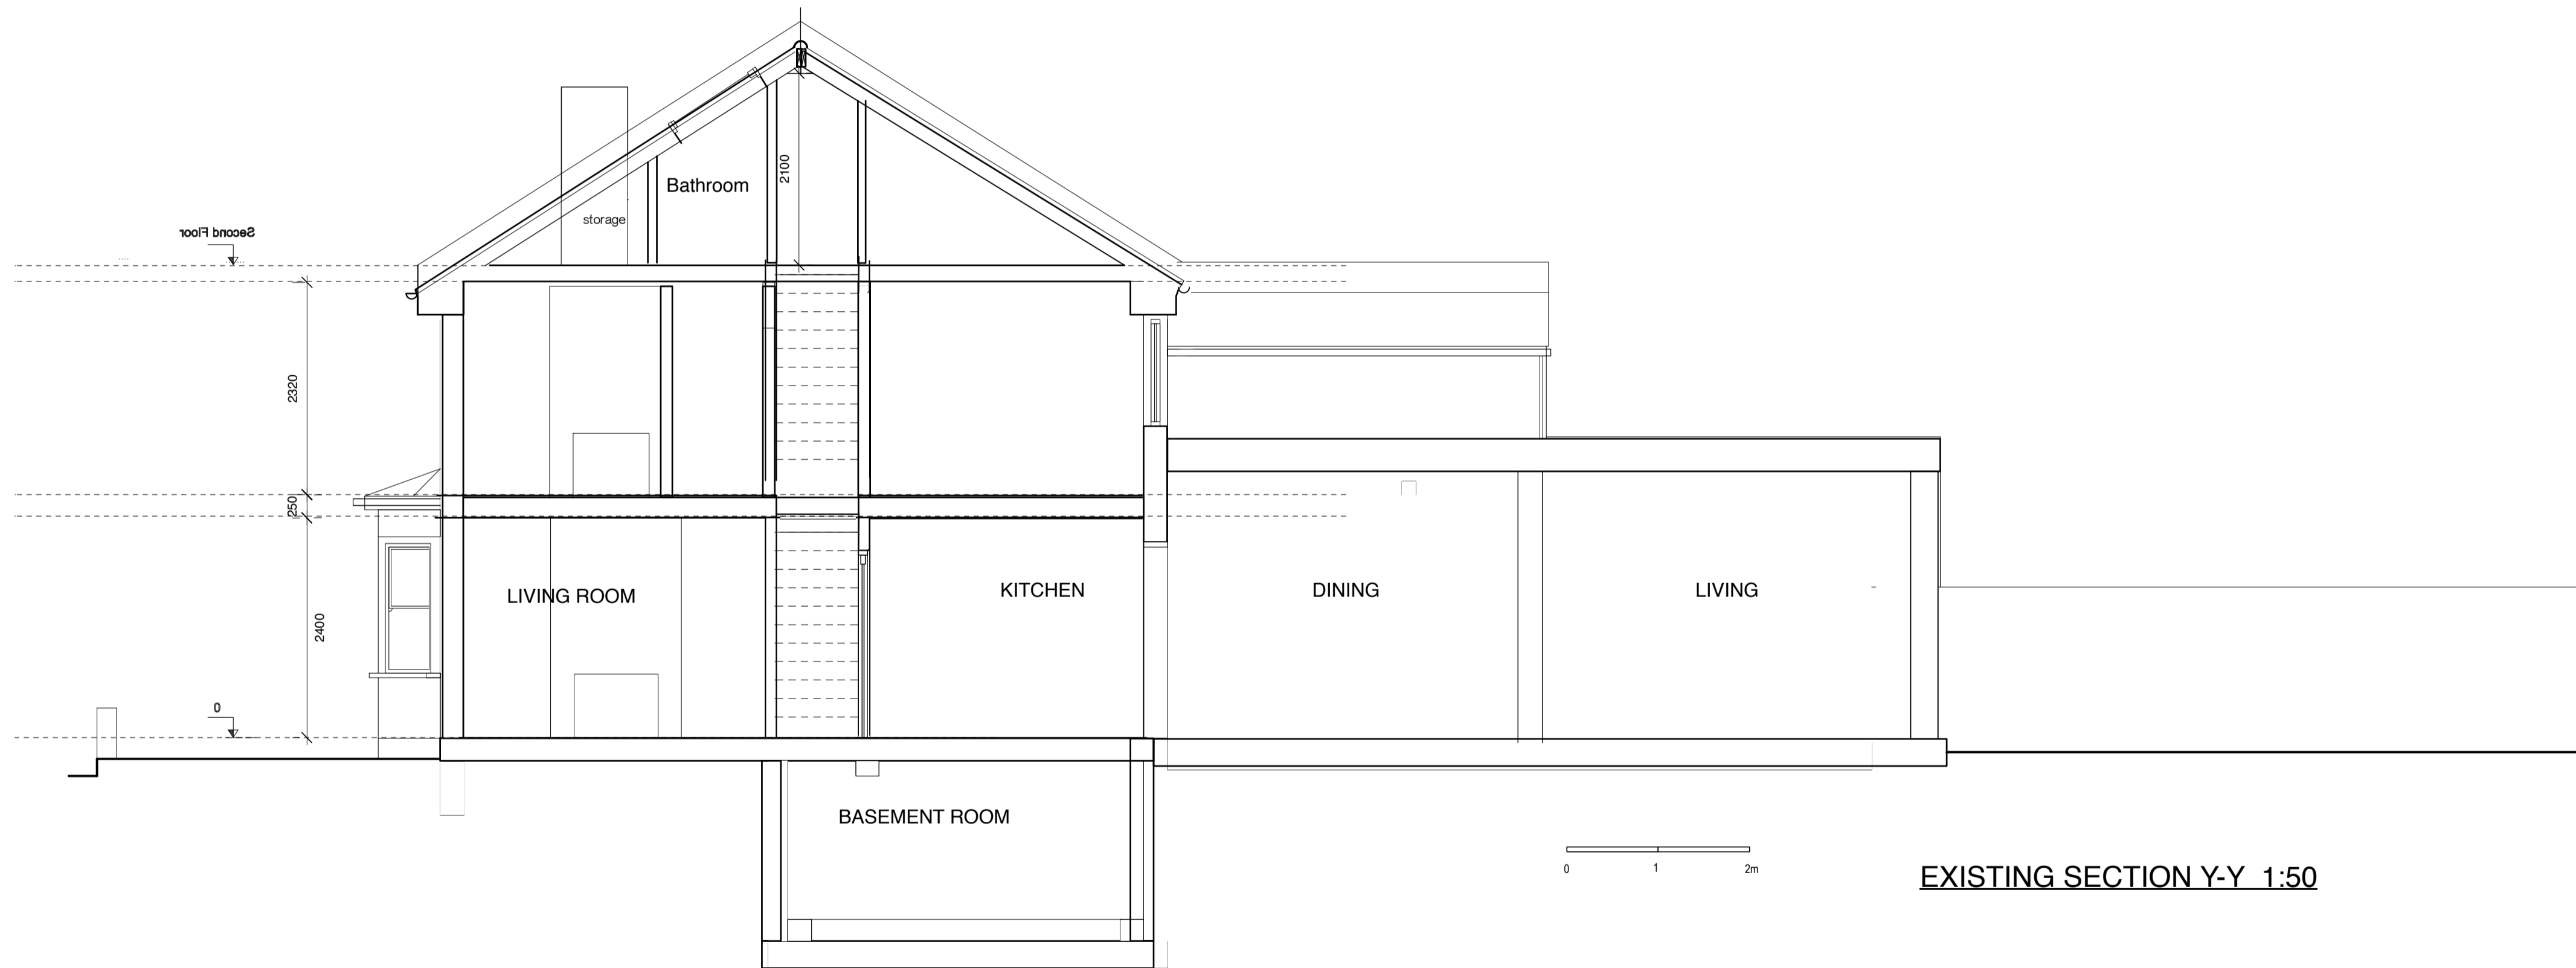 Bathroom
2100
storage
Second Floor
2320
250
LIVING ROOM
KITCHEN
DINING
LIVING
2400
0
BASEMENT ROOM
0 1 2m
EXISTING SECTION Y-Y 1:50